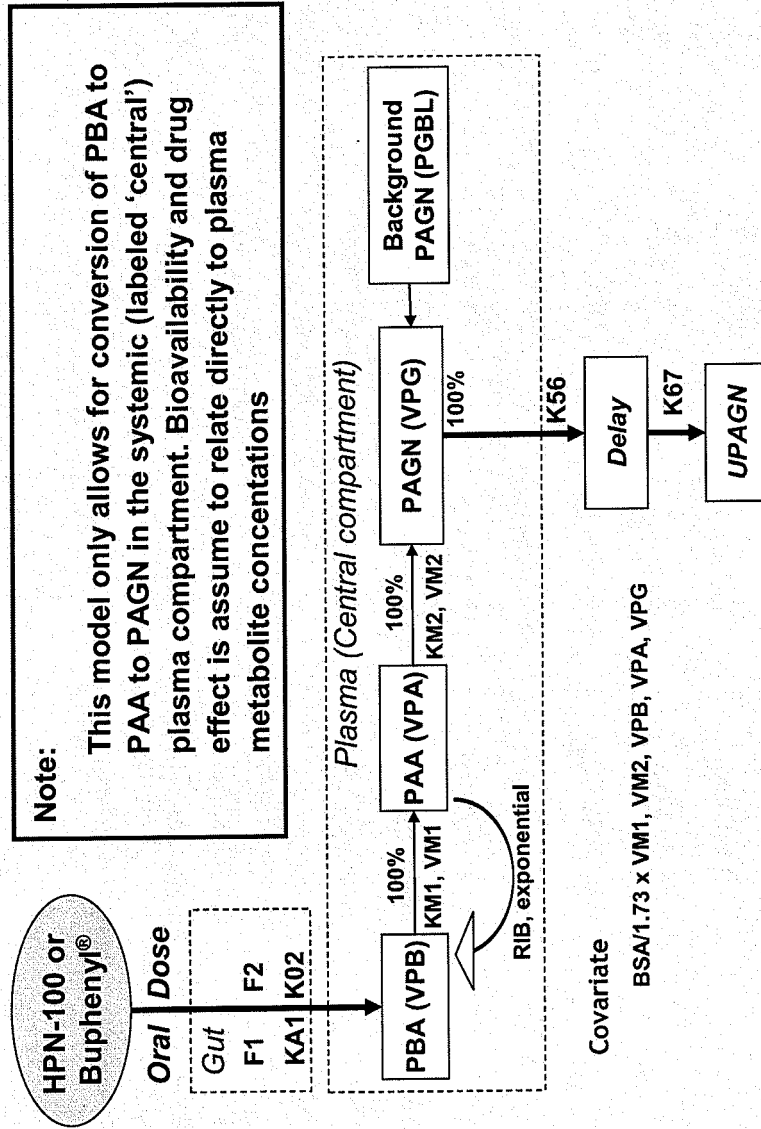 HPN-100 or
Buphenyl®
Oral Dose
Gut
F1 F2
KA1 K02
Note:
This model only allows for conversion of PBA to
PAA to PAGN in the systemic (labeled ‘central’)
plasma compartment. Bioavailability and drug
effect is assume to relate directly to plasma
metabolite concentations
Plasma (Central compartment)
PBA (VPB)
100%
KM1, VM1
PAA (VPA)
100%
KM2, VM2
PAGN (VPG)
Background
PAGN (PGBL)
RIB, exponential
100%
K56
Delay
K67
UPAGN
Covariate
BSA/1.73 x VM1, VM2, VPB, VPA, VPG